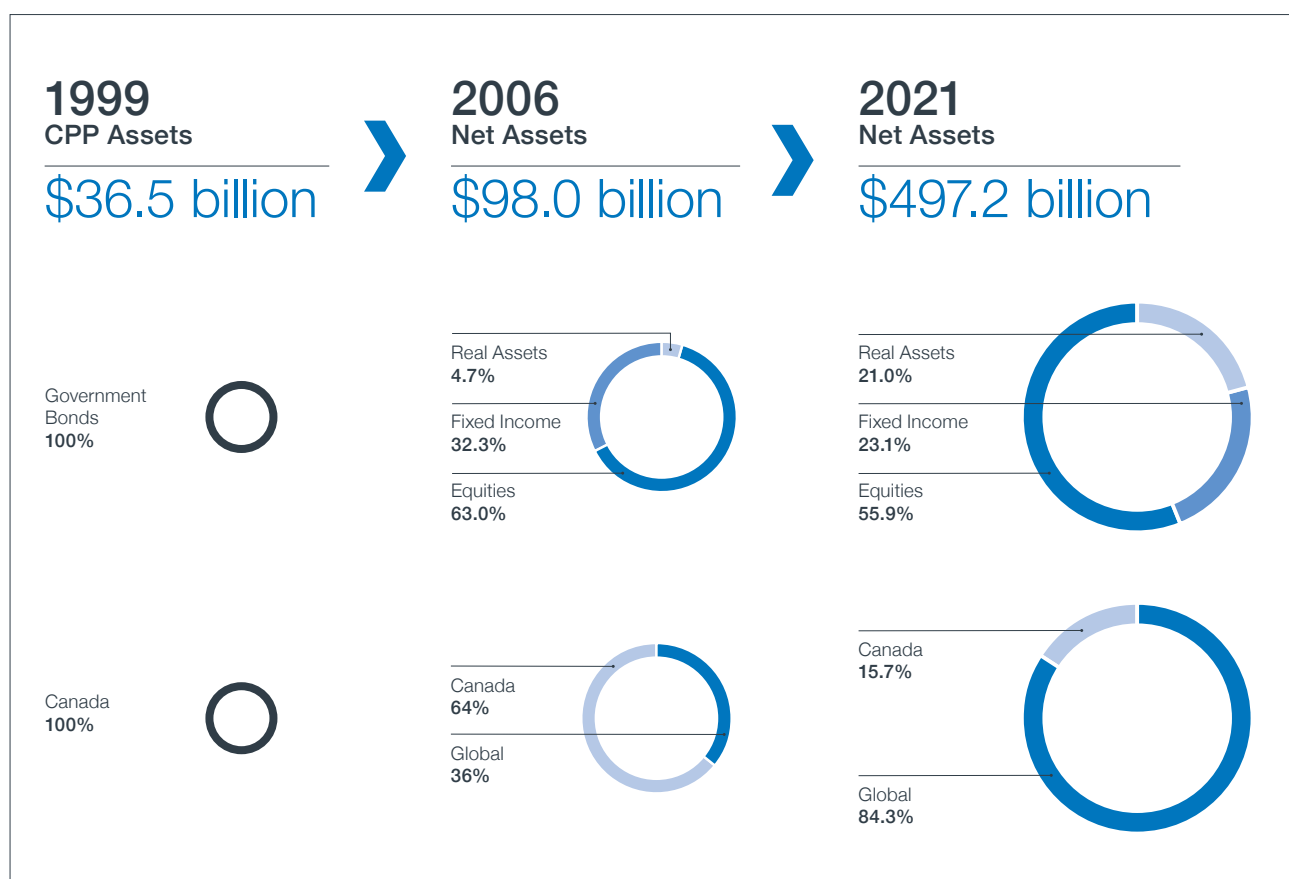 1999
CPP Assets
$36.5 billion
2006
Net Assets
$98.0 billion
2021
Net Assets
$497.2 billion
Government
Bonds
100%
Real Assets
4.7%
Fixed Income
32.3%
Equities
63.0%
Real Assets
21.0%
Fixed Income
23.1%
Equities
55.9%
Canada
100%
Canada
64%
Global
36%
Canada
15.7%
Global
84.3%